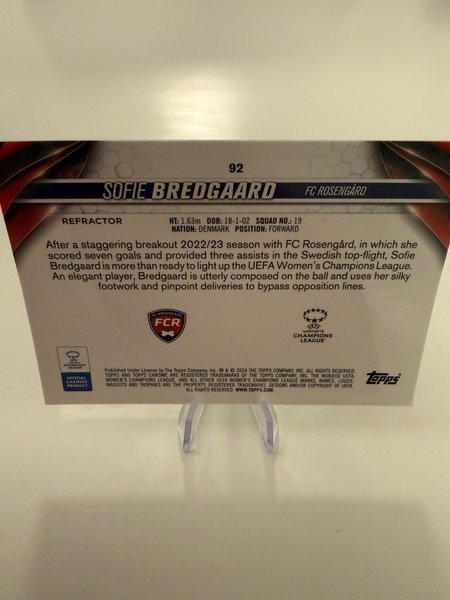 92
SOFIE BREDGAARD FC ROSENGÅRD
REFRACTOR HT: 1.63m DOB: 18-1-02 SQUAD NO.: 19
NATION: DENMARK POSITION: FORWARD
After a staggering breakout 2022/23 season with FC Rosengård, in which she
scored seven goals and provided three assists in the Swedish top-flight, Sofie
Bredgaard is more than ready to light up the UEFA Women's Champions League.
An elegant player, Bredgaard is utterly composed on the ball and uses her silky
footwork and pinpoint deliveries to bypass opposition lines.
FC ROSENGÅRD
FCR
UEFA
women's
CHAMPIONS
LEAGUE
OFFICIAL
LICENSED
PRODUCT
Published Under License by The Topps Company, Inc. ® & © 2024 THE TOPPS COMPANY, INC. ALL RIGHTS RESERVED.
TOPPS AND TOPPS CHROME ARE REGISTERED TRADEMARKS OF THE TOPPS COMPANY, INC. THE WORD(S) UEFA,
WOMEN'S CHAMPIONS LEAGUE, AND ALL OTHER UEFA WOMEN'S CHAMPIONS LEAGUE MARKS, NAMES, LOGOS,
MASCOTS AND TROPHIES ARE THE PROPERTY, REGISTERED TRADEMARKS, DESIGNS AND/OR COPYRIGHT OF UEFA.
ALL RIGHTS RESERVED. WWW.TOPPS.COM
Topps